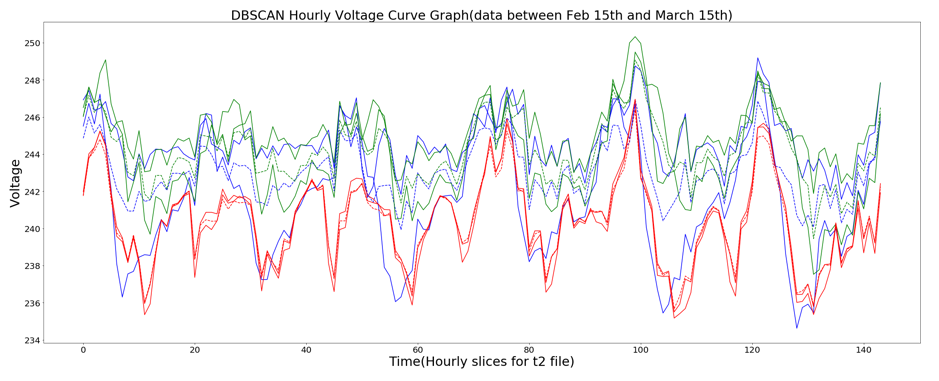 DBSCAN Hourly Voltage Curve Graph(data between Feb 15th and March 15th)
Voltage
250
248
246
244
242
240
238
236
234
0 20 40 60 80 100 120 140
Time(Hourly slices for t2 file)